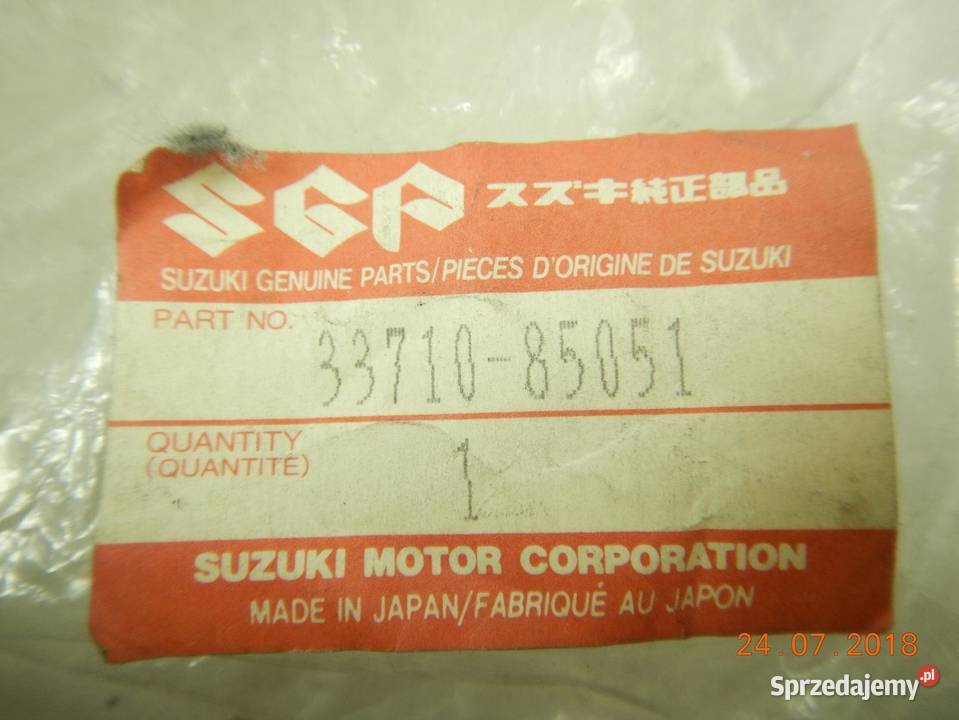 SGP スズキ純正部品
SUZUKI GENUINE PARTS/PIÈCES D'ORIGINE DE SUZUKI
PART NO. 33710-85051
QUANTITY
(QUANTITÉ) 1
SUZUKI MOTOR CORPORATION
MADE IN JAPAN/FABRIQUÉ AU JAPON
24.07.2018
Sprzedajemy.pl